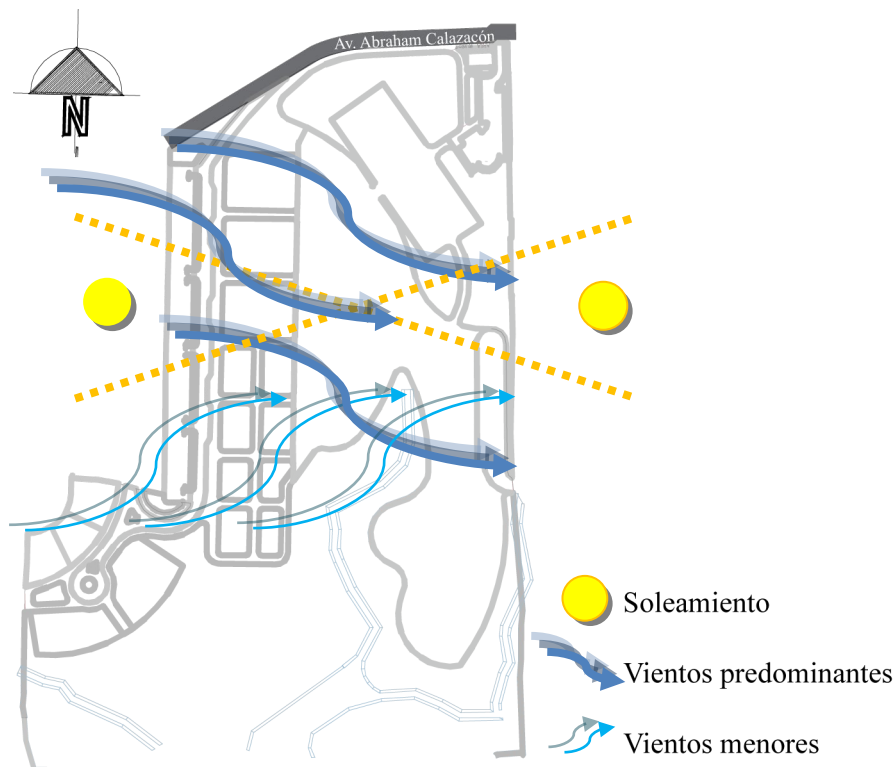 Av. Abraham Calazacón
N
Soleamiento
Vientos predominantes
Vientos menores